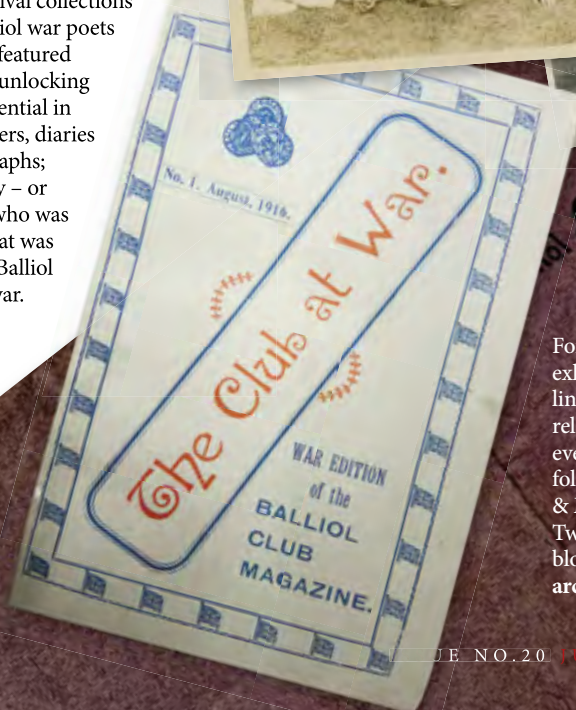 ival collections
iol war poets
featured
unlocking
ential in
ers, diaries
aphs;
y – or
who was
at was
Balliol
var.
No. 1. August, 1916.
The Club at War.
WAR EDITION
of the
BALLIOL
CLUB
MAGAZINE.
Fo
exh
lin
rel
eve
fol
&
Tw
blo
arc
UE NO.20